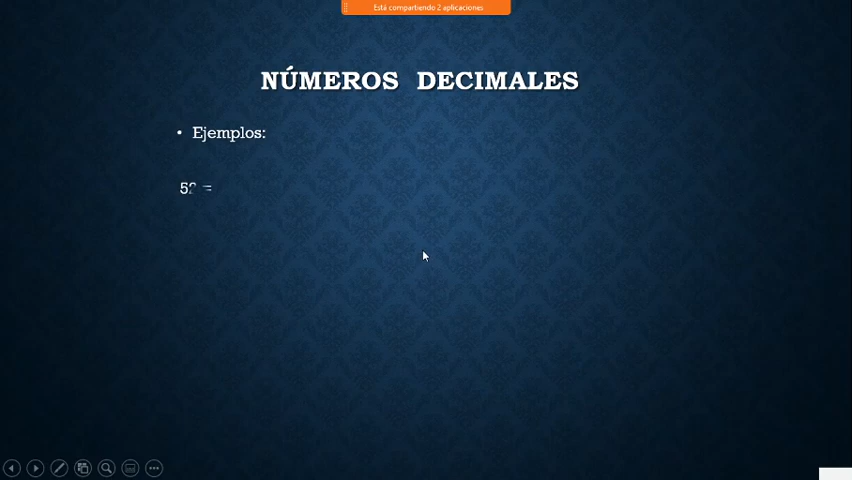 Está compartiendo 2 aplicaciones
NÚMEROS DECIMALES
• Ejemplos:
=